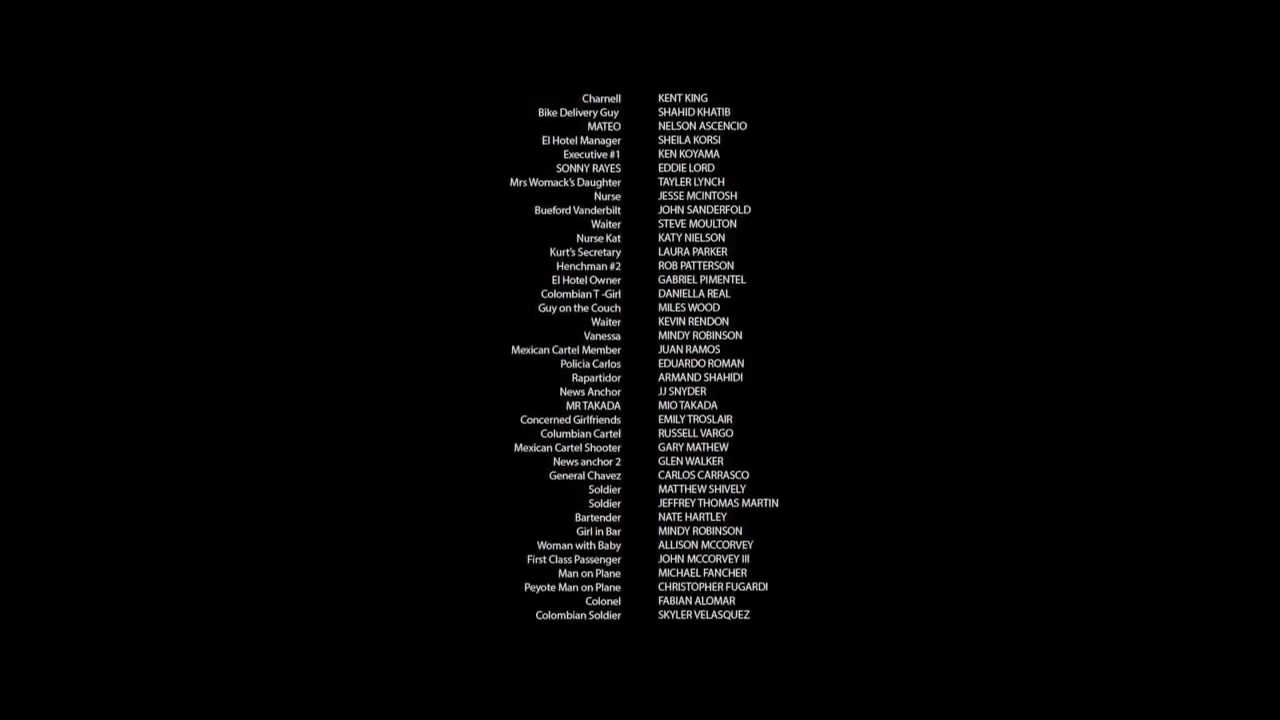 Charnell KENT KING
Bike Delivery Guy SHAHID KHATIB
MATEO NELSON ASCENCIO
El Hotel Manager SHEILA KORSI
Executive #1 KEN KOYAMA
SONNY RAYES EDDIE LORD
Mrs Womack's Daughter TAYLER LYNCH
Nurse JESSE MCINTOSH
Bueford Vanderbilt JOHN SANDERFOLD
Waiter STEVE MOULTON
Nurse Kat KATY NIELSON
Kurt's Secretary LAURA PARKER
Henchman #2 ROB PATTERSON
El Hotel Owner GABRIEL PIMENTEL
Colombian T -Girl DANIELLA REAL
Guy on the Couch MILES WOOD
Waiter KEVIN RENDON
Vanessa MINDY ROBINSON
Mexican Cartel Member JUAN RAMOS
Policia Carlos EDUARDO ROMAN
Rapartidor ARMAND SHAHIDI
News Anchor JJ SNYDER
MR TAKADA MIO TAKADA
Concerned Girlfriends EMILY TROSLAIR
Columbian Cartel RUSSELL VARGO
Mexican Cartel Shooter GARY MATHEW
News anchor 2 GLEN WALKER
General Chavez CARLOS CARRASCO
Soldier MATTHEW SHIVELY
Soldier JEFFREY THOMAS MARTIN
Bartender NATE HARTLEY
Girl in Bar MINDY ROBINSON
Woman with Baby ALLISON MCCORVEY
First Class Passenger JOHN MCCORVEY III
Man on Plane MICHAEL FANCHER
Peyote Man on Plane CHRISTOPHER FUGARDI
Colonel FABIAN ALOMAR
Colombian Soldier SKYLER VELASQUEZ